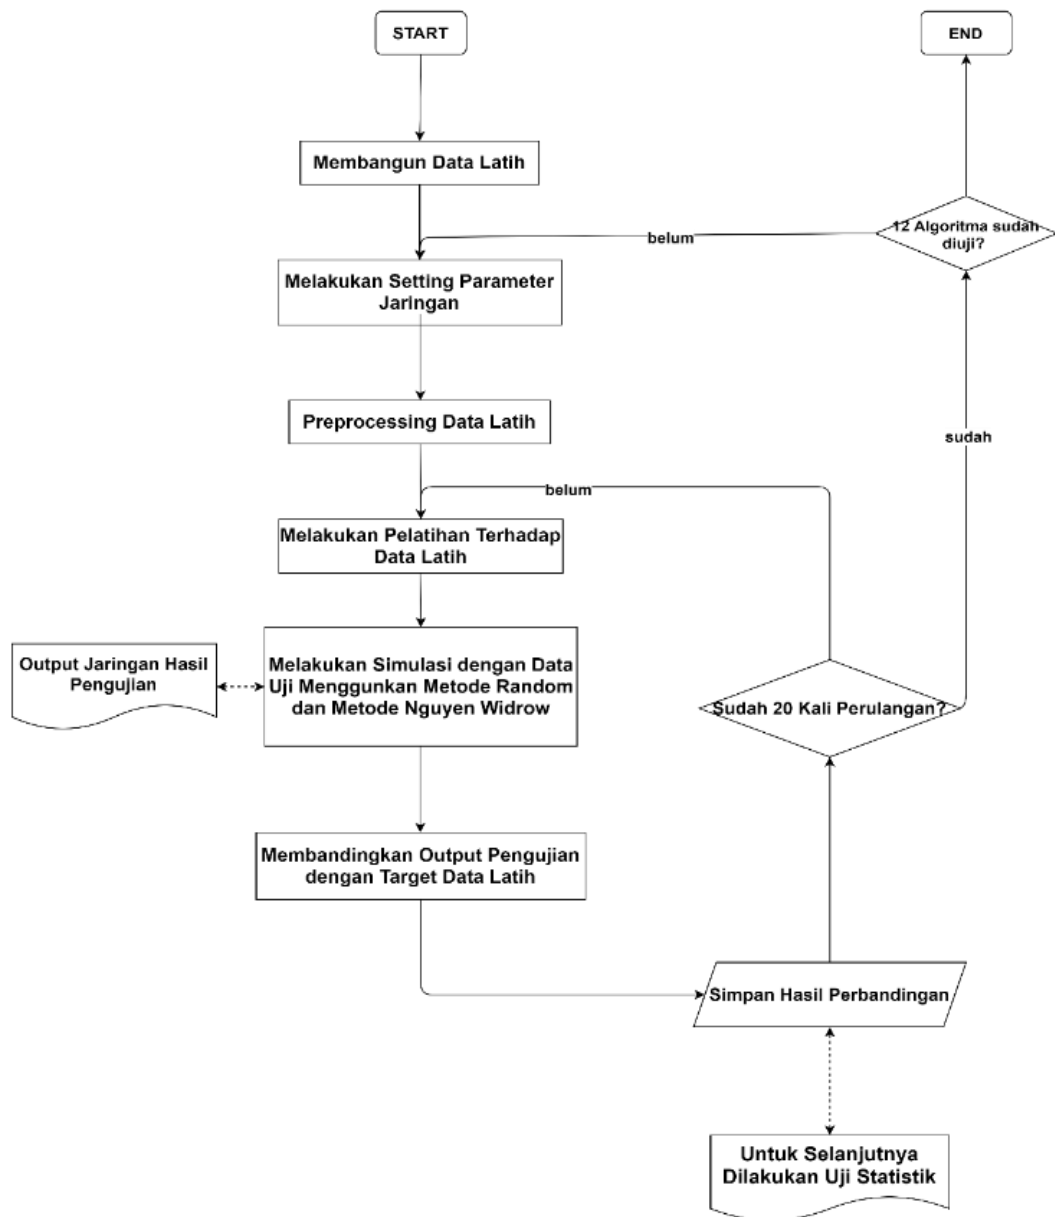 START
END
Membangun Data Latih
12 Algoritma sudah
diuji?
belum
Melakukan Setting Parameter
Jaringan
Preprocessing Data Latih
sudah
belum
Melakukan Pelatihan Terhadap
Data Latih
Output Jaringan Hasil
Pengujian
Melakukan Simulasi dengan Data
Uji Menggunkan Metode Random
dan Metode Nguyen Widrow
Sudah 20 Kali Perulangan?
Membandingkan Output Pengujian
dengan Target Data Latih
Simpan Hasil Perbandingan
Untuk Selanjutnya
Dilakukan Uji Statistik